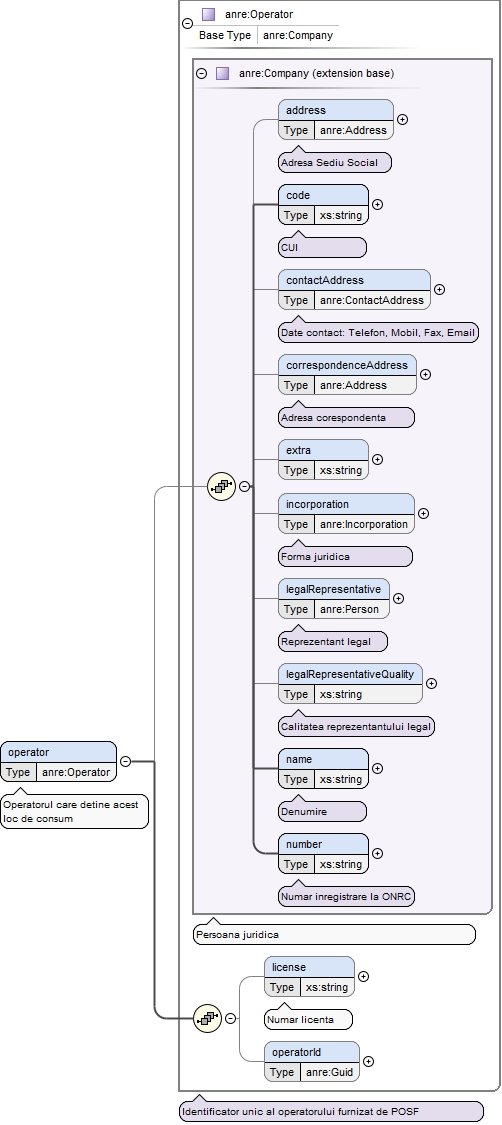 anre:Operator
Base Type anre:Company
anre:Company (extension base)
address
Type anre:Address
Adresa Sediu Social
code
Type xs:string
CUI
contactAddress
Type anre:ContactAddress
Date contact: Telefon, Mobil, Fax, Email
correspondenceAddress
Type anre:Address
Adresa corespondenta
extra
Type xs:string
incorporation
Type anre:Incorporation
Forma juridica
legalRepresentative
Type anre:Person
Reprezentant legal
legalRepresentativeQuality
Type xs:string
Calitatea reprezentantului legal
name
Type xs:string
Denumire
number
Type xs:string
Numar inregistrare la ONRC
Persoana juridica
operator
Type anre:Operator
Operatorul care detine acest
loc de consum
license
Type xs:string
Numar licenta
operatorId
Type anre:Guid
Identificator unic al operatorului furnizat de POSF